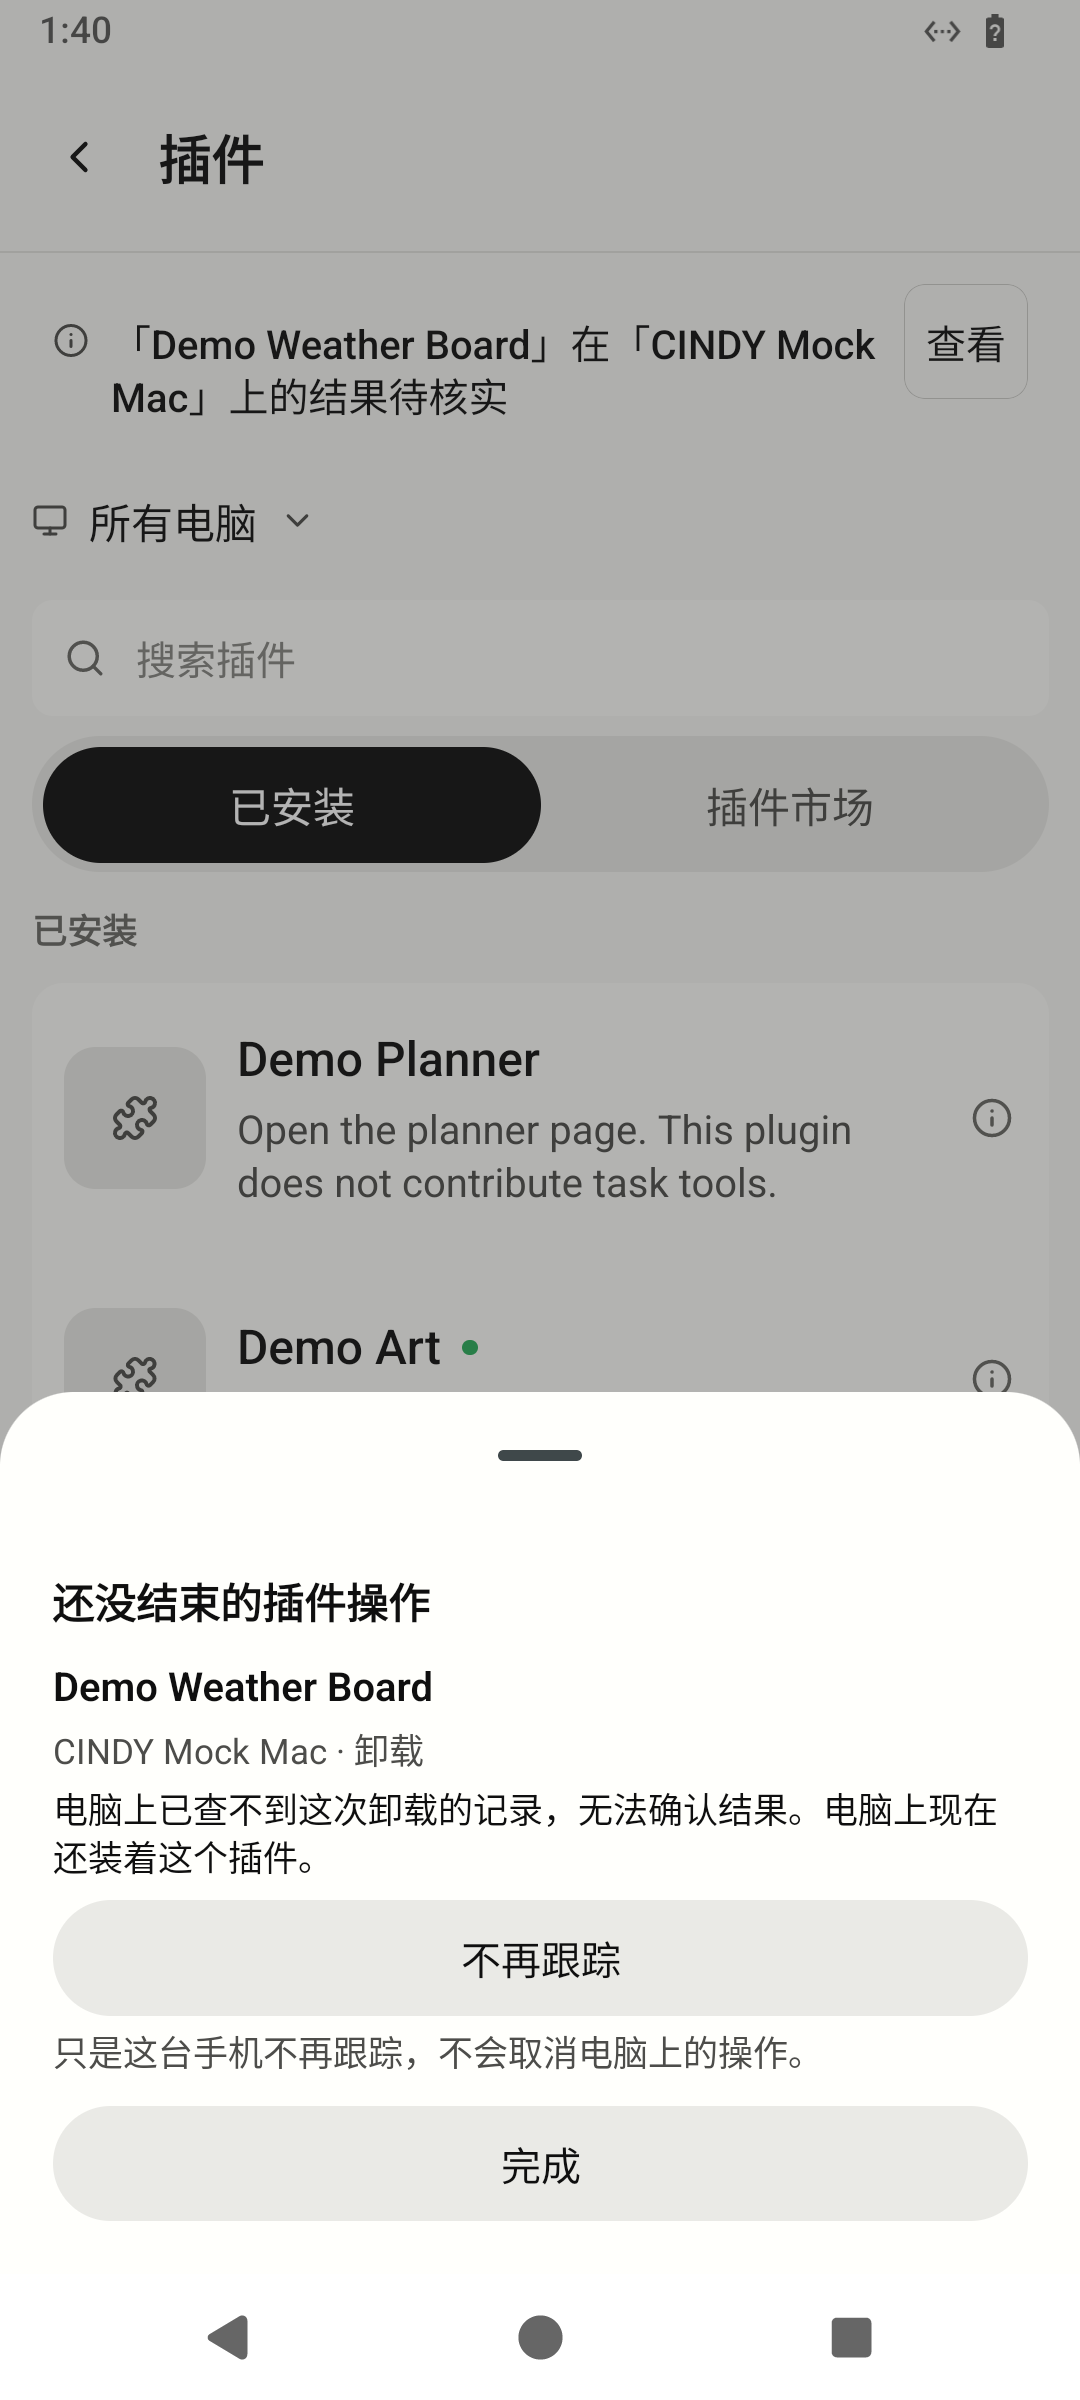 1:40
插件
「Demo Weather Board」在「CINDY Mock
Mac」上的结果待核实
查看
所有电脑
搜索插件
已安装
插件市场
已安装
Demo Planner
Open the planner page. This plugin
does not contribute task tools.
Demo Art
还没结束的插件操作
Demo Weather Board
CINDY Mock Mac · 卸载
电脑上已查不到这次卸载的记录，无法确认结果。电脑上现在
还装着这个插件。
不再跟踪
只是这台手机不再跟踪，不会取消电脑上的操作。
完成